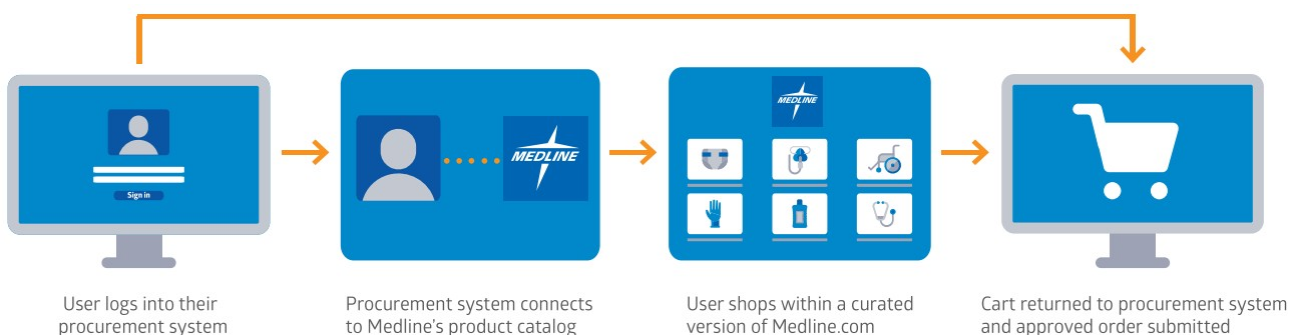 Sign in
MEDLINE
MEDLINE
User logs into their
procurement system
Procurement system connects
to Medline's product catalog
User shops within a curated
version of Medline.com
Cart returned to procurement system
and approved order submitted